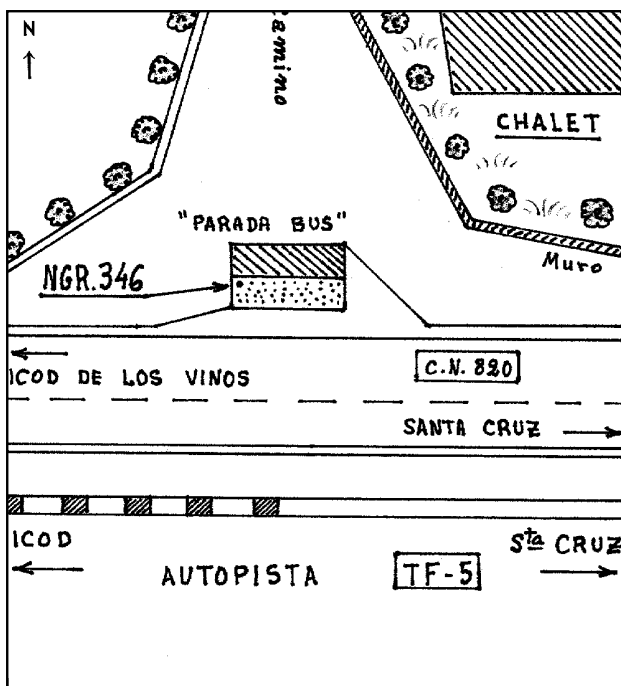 N
camino
CHALET
"PARADA BUS"
Muro
NGR.346
ICOD DE LOS VINOS
C.N. 820
SANTA CRUZ
ICOD
Sta CRUZ
AUTOPISTA
TF-5